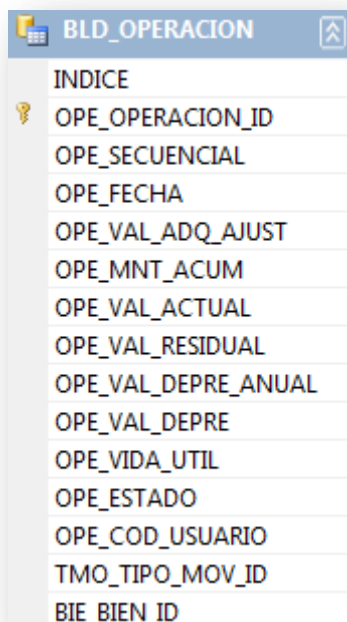 BLD_OPERACION
INDICE
OPE_OPERACION_ID
OPE_SECUENCIAL
OPE_FECHA
OPE_VAL_ADQ_AJUST
OPE_MNT_ACUM
OPE_VAL_ACTUAL
OPE_VAL_RESIDUAL
OPE_VAL_DEPRE_ANUAL
OPE_VAL_DEPRE
OPE_VIDA_UTIL
OPE_ESTADO
OPE_COD_USUARIO
TMO_TIPO_MOV_ID
BIE_BIEN_ID